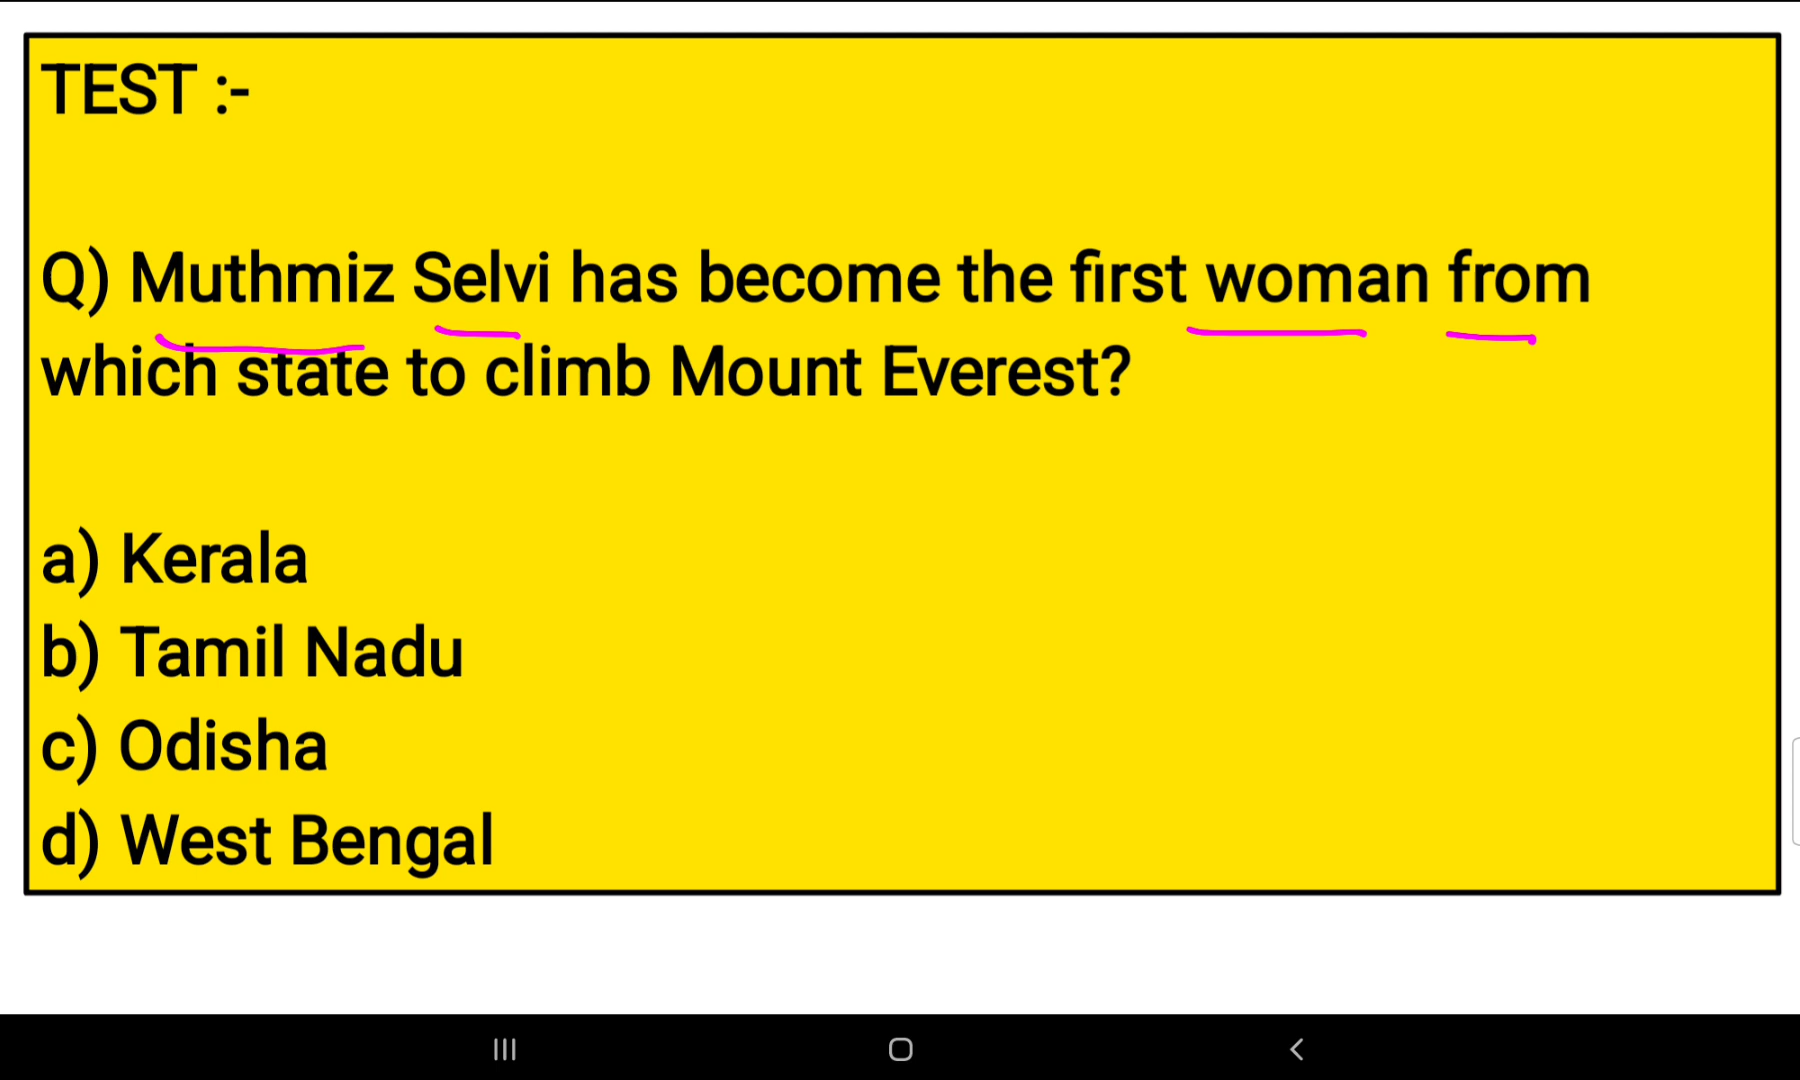 TEST :-
Q) Muthmiz Selvi has become the first woman from
which state to climb Mount Everest?
a) Kerala
b) Tamil Nadu
c) Odisha
d) West Bengal